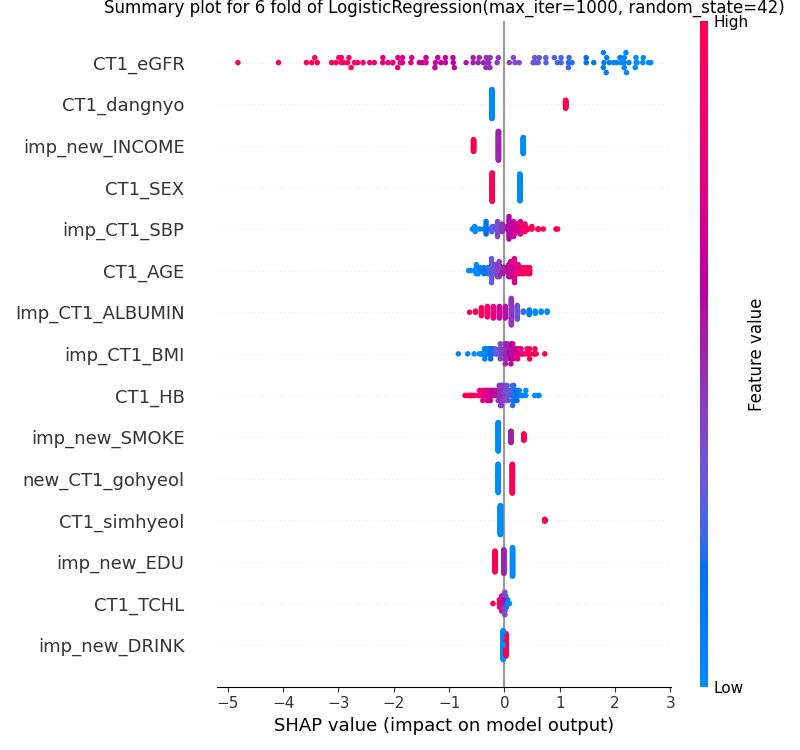 Summary plot for 6 fold of LogisticRegression(max_iter=1000, random_state=42)
High
CT1_eGFR
CT1_dangnyo
imp_new_INCOME
CT1_SEX
imp_CT1_SBP
CT1_AGE
Imp_CT1_ALBUMIN
imp_CT1_BMI
CT1_HB
imp_new_SMOKE
new_CT1_gohyeol
CT1_simhyeol
imp_new_EDU
CT1_TCHL
imp_new_DRINK
Feature value
Low
−5 −4 −3 −2 −1 0 1 2 3
SHAP value (impact on model output)